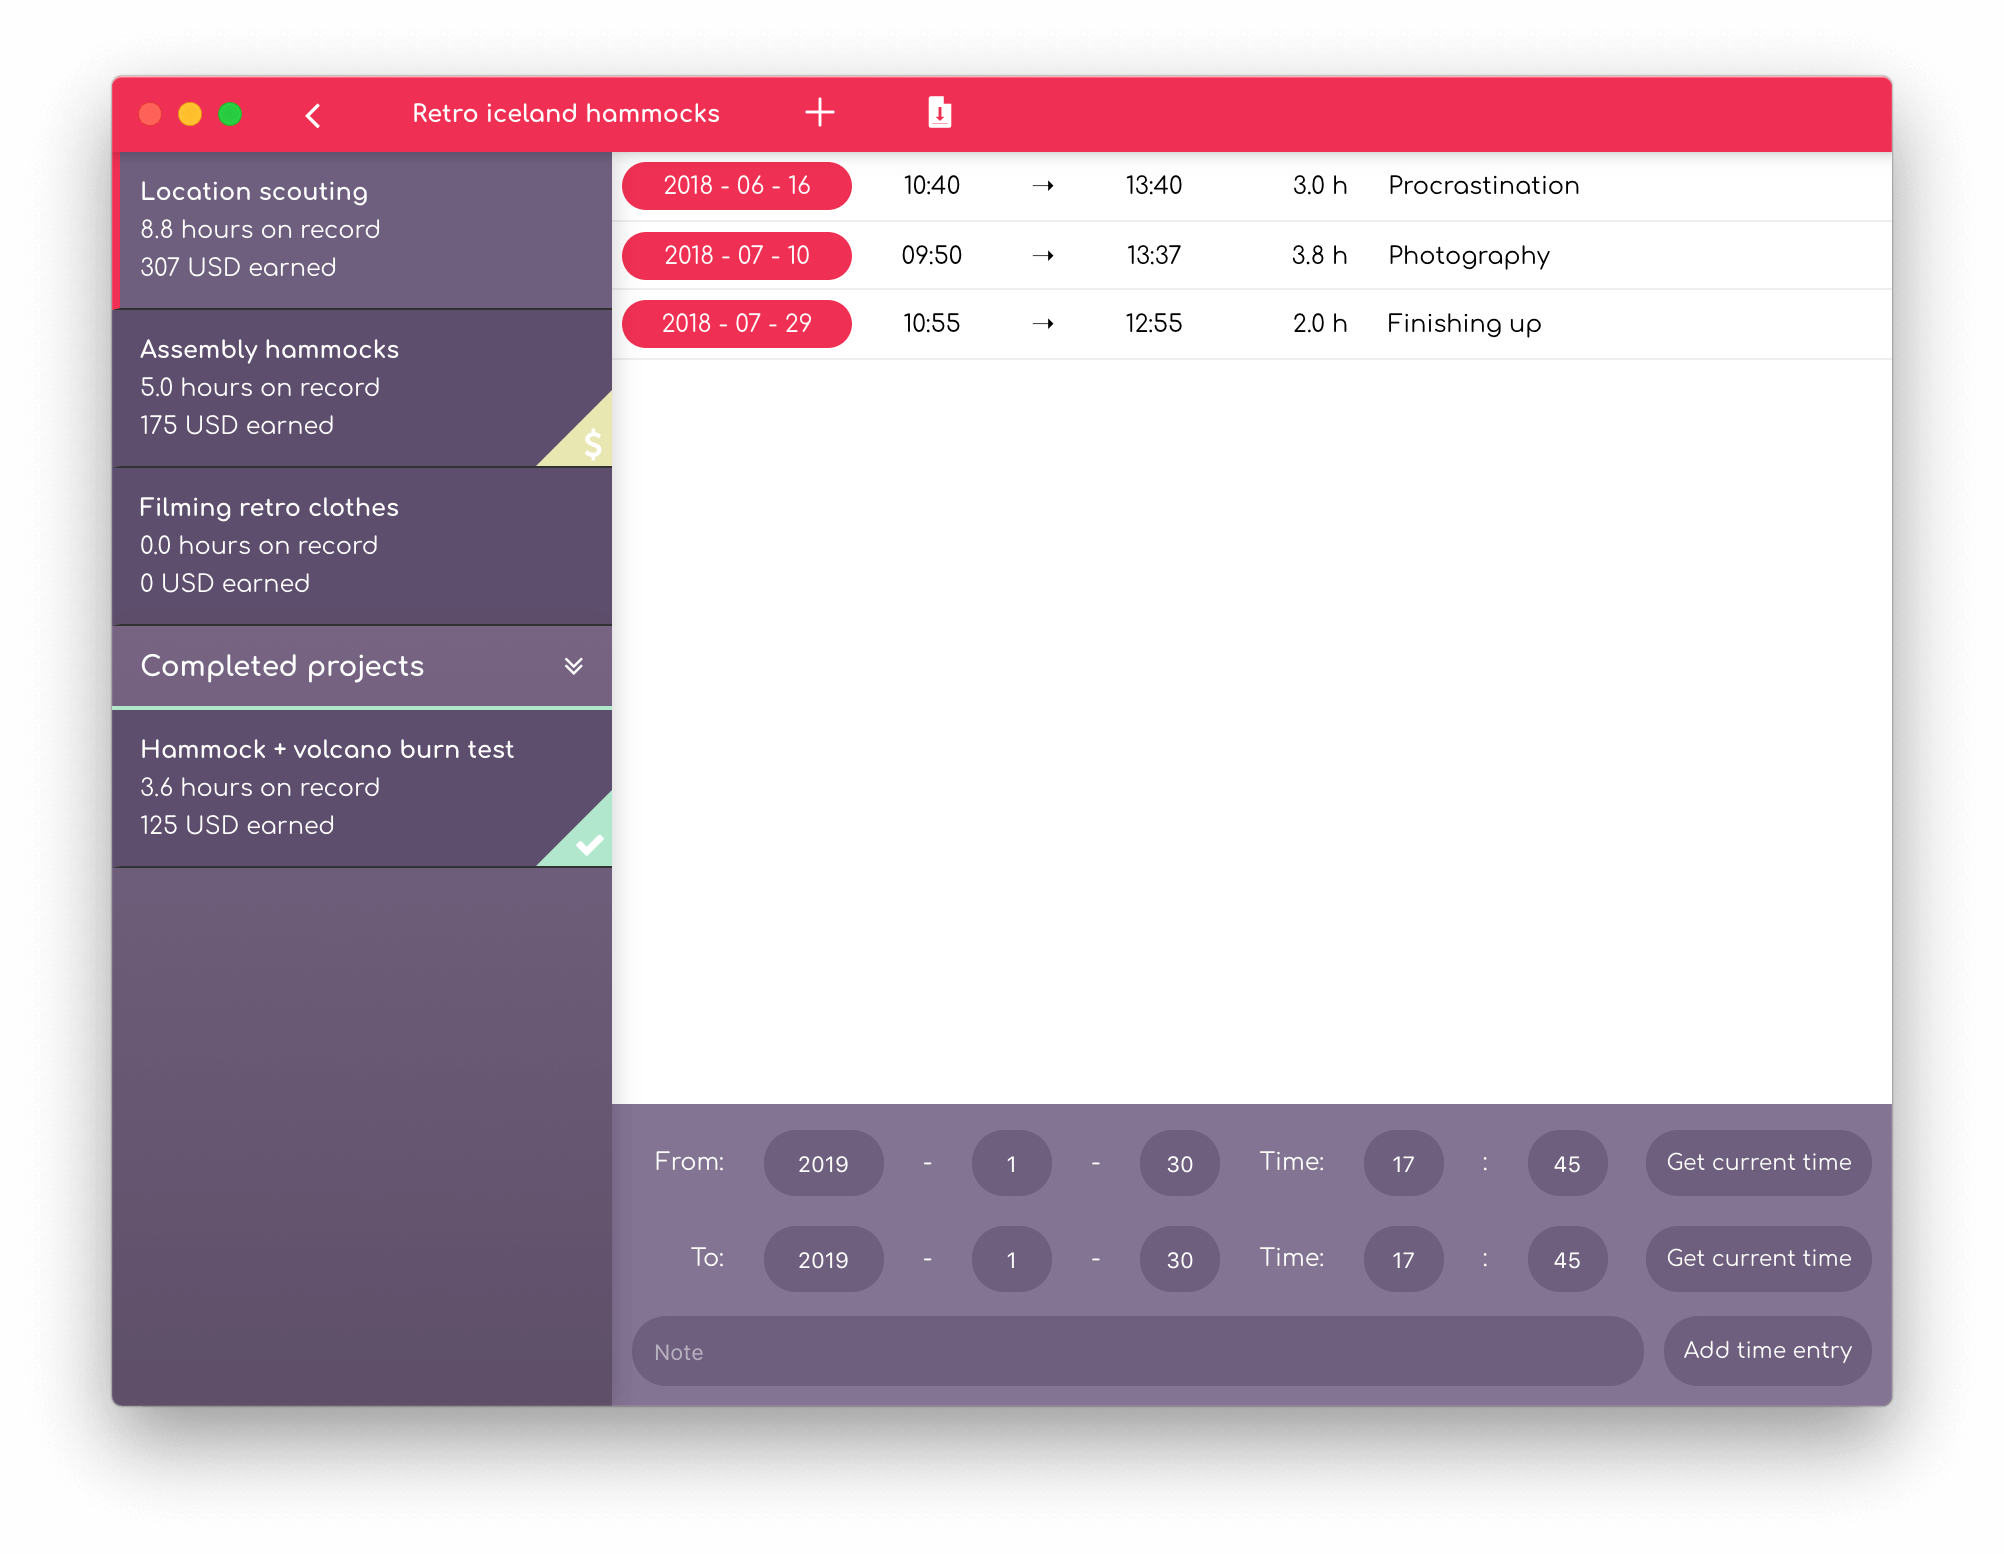 Retro iceland hammocks
Location scouting
8.8 hours on record
307 USD earned
Assembly hammocks
5.0 hours on record
175 USD earned
$
Filming retro clothes
0.0 hours on record
0 USD earned
Completed projects
Hammock + volcano burn test
3.6 hours on record
125 USD earned
2018 - 06 - 16 10:40 → 13:40 3.0 h Procrastination
2018 - 07 - 10 09:50 → 13:37 3.8 h Photography
2018 - 07 - 29 10:55 → 12:55 2.0 h Finishing up
From: 2019 - 1 - 30 Time: 17 : 45 Get current time
To: 2019 - 1 - 30 Time: 17 : 45 Get current time
Note Add time entry